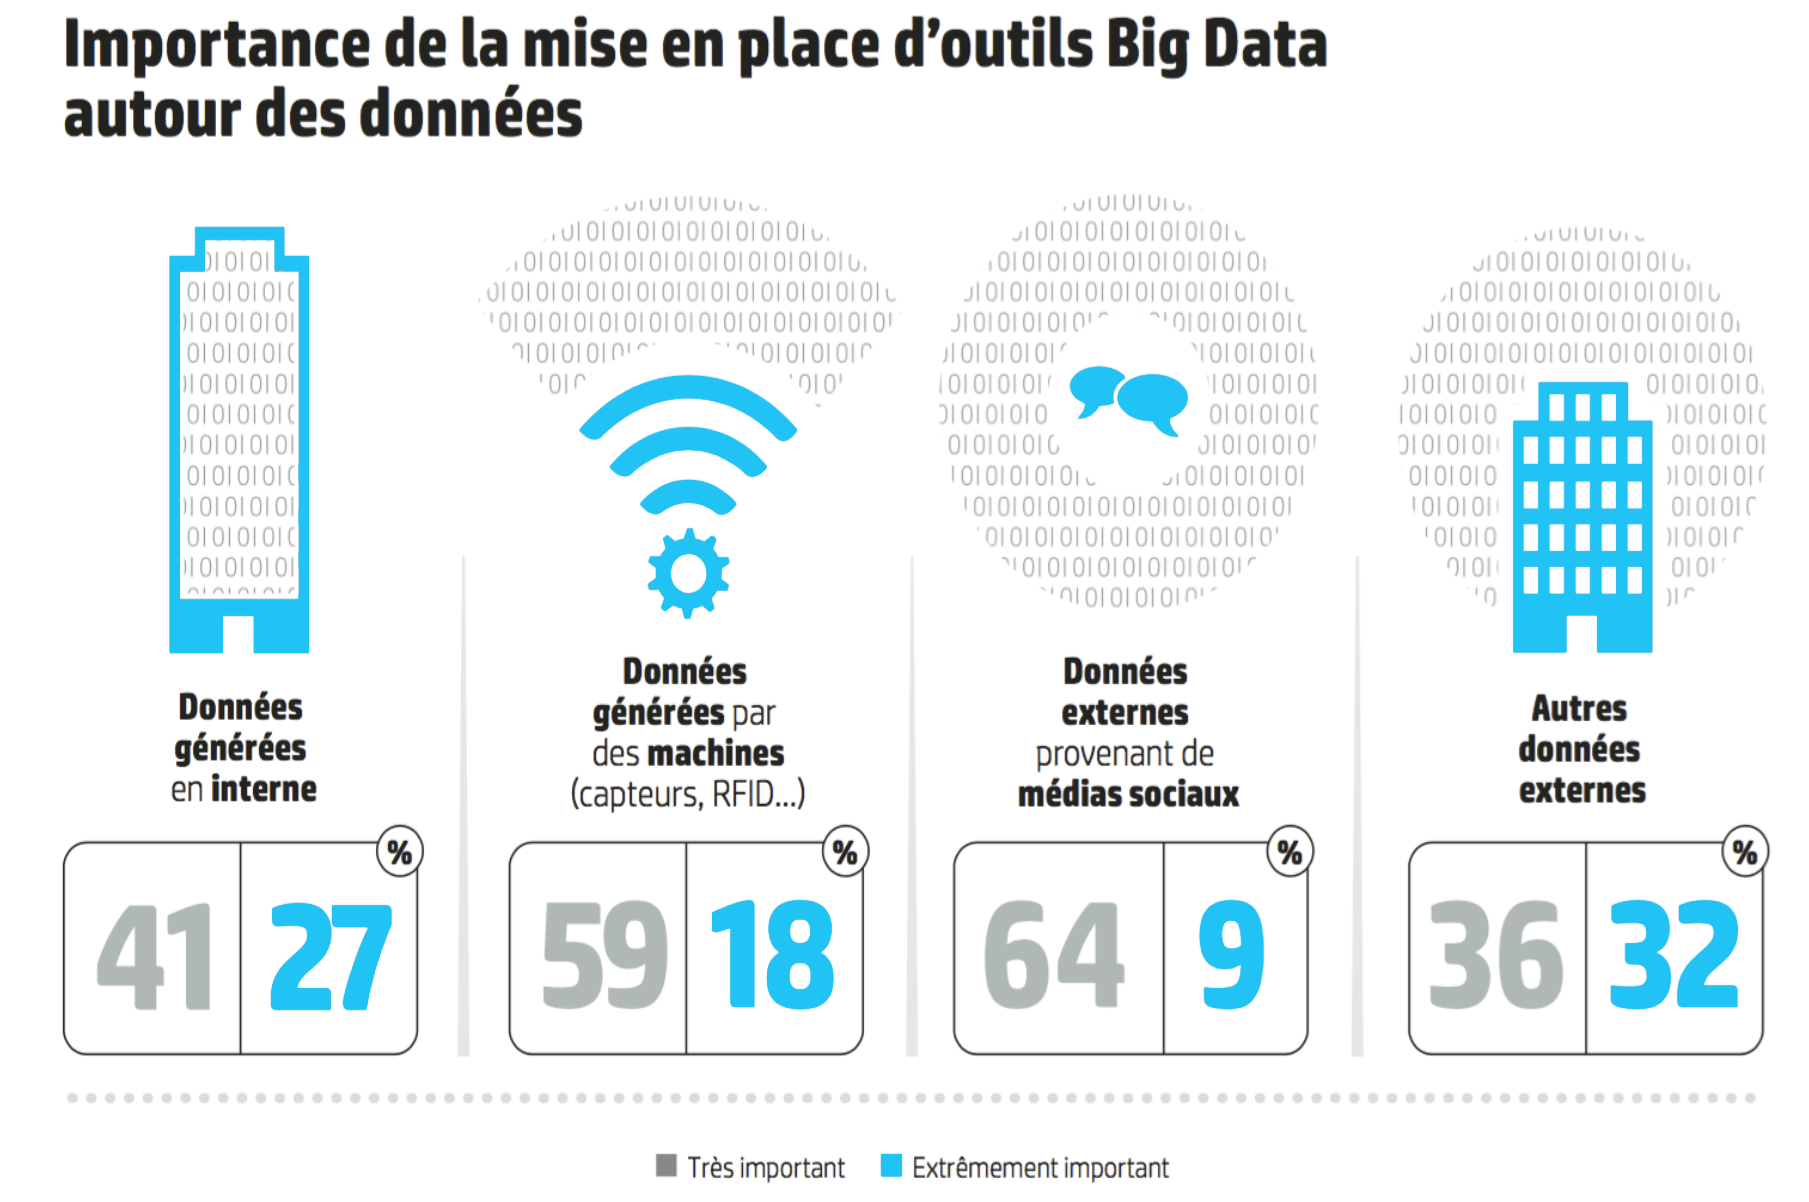 Importance de la mise en place d’outils Big Data
autour des données
Données
générées
en interne
%
41 27
Données
générées par
des machines
(capteurs, RFID...)
%
59 18
Données
externes
provenant de
médias sociaux
%
64 9
Autres
données
externes
%
36 32
Très important
Extrêmement important